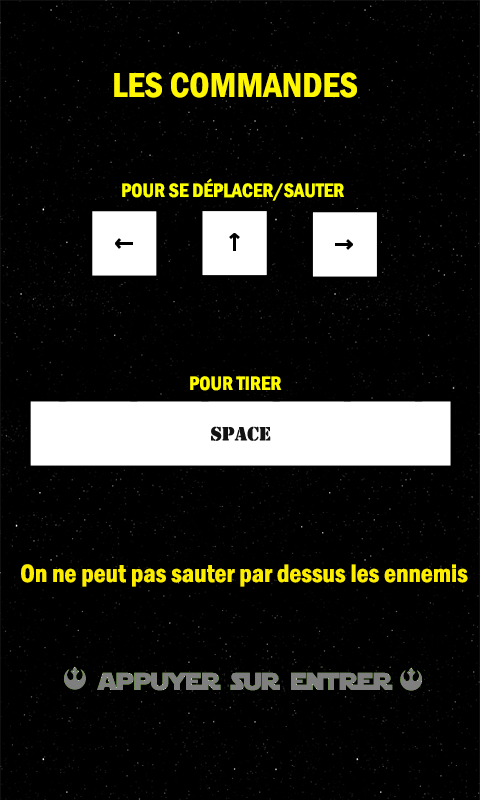 LES COMMANDES
POUR SE DÉPLACER/SAUTER
← ↑ →
POUR TIRER
SPACE
On ne peut pas sauter par dessus les ennemis
APPUYER SUR ENTRER